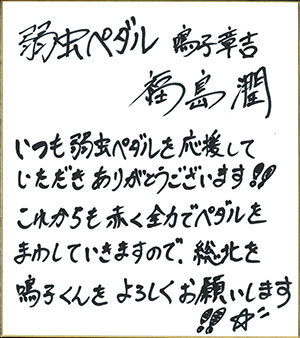 弱虫ペダル 鳴子章吉
福島潤
いつも弱虫ペダルを応援して
いただきありがとうございます!!
これからも赤く全力でペダルを
まわしていきますので、総北を
鳴子くんをよろしくお願いします
!!☆